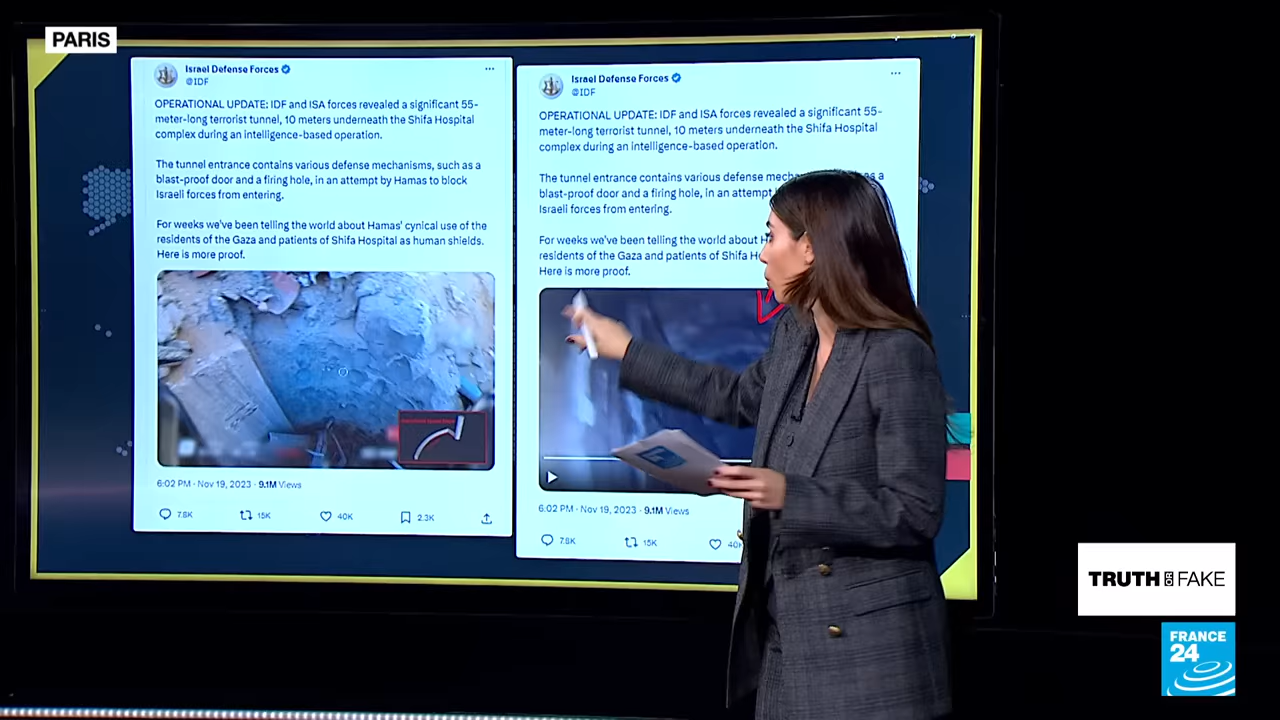 PARIS
Israel Defense Forces
@IDF
OPERATIONAL UPDATE: IDF and ISA forces revealed a significant 55-
meter-long terrorist tunnel, 10 meters underneath the Shifa Hospital
complex during an intelligence-based operation.
The tunnel entrance contains various defense mechanisms, such as a
blast-proof door and a firing hole, in an attempt by Hamas to block
Israeli forces from entering.
For weeks we've been telling the world about Hamas' cynical use of the
residents of the Gaza and patients of Shifa Hospital as human shields.
Here is more proof.
6:02 PM · Nov 19, 2023 · 9.1M Views
7.8K 15K 40K 2.3K
Israel Defense Forces
@IDF
OPERATIONAL UPDATE: IDF and ISA forces revealed a significant 55-
meter-long terrorist tunnel, 10 meters underneath the Shifa Hospital
complex during an intelligence-based operation.
The tunnel entrance contains various defense a
blast-proof door and a firing hole, in an attempt
Israeli forces from entering.
For weeks we've been telling the world about
residents of the Gaza and patients of Shifa
Here is more proof.
6:02 PM · Nov 19, 2023 · 9.1M Views
7.8K 15K
TRUTH OR FAKE
FRANCE
24